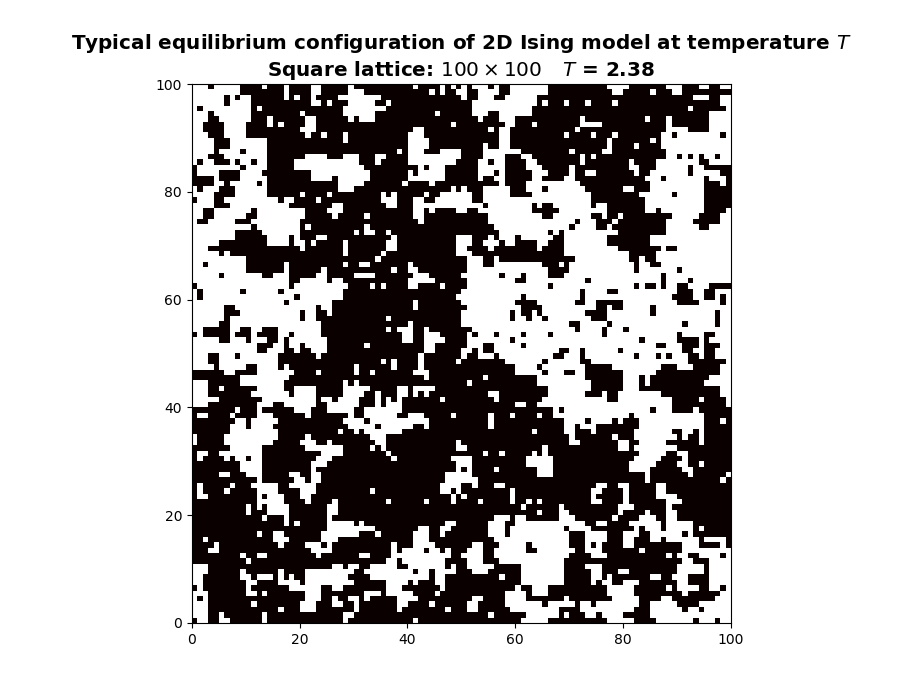 Typical equilibrium configuration of 2D Ising model at temperature T
Square lattice: 100 × 100 T = 2.38
100
80
60
40
20
0
0 20 40 60 80 100